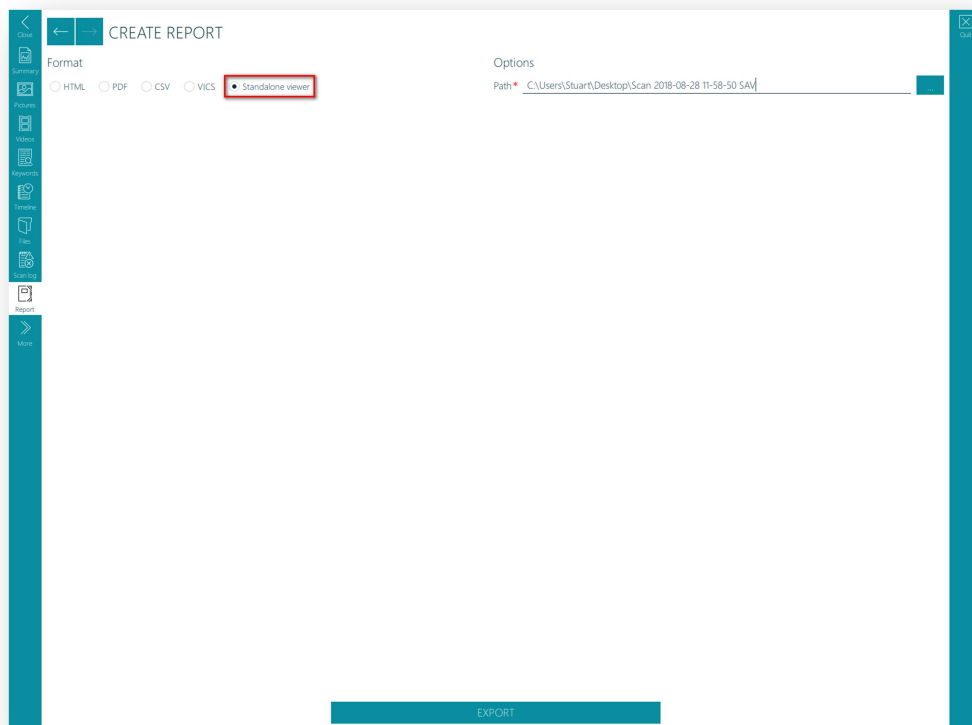 Close
Summary
Pictures
Videos
Keywords
Timeline
Files
Scan log
Report
More
CREATE REPORT
Format
HTML PDF CSV VICS Standalone viewer
Options
Path* C:\Users\Stuart\Desktop\Scan 2018-08-28 11-58-50 SAV
...
EXPORT